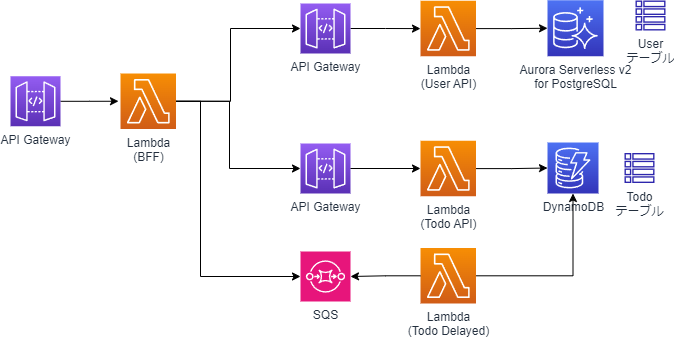 API Gateway
Lambda
(BFF)
API Gateway
Lambda
(User API)
Aurora Serverless v2
for PostgreSQL
User
テーブル
API Gateway
Lambda
(Todo API)
DynamoDB
Todo
テーブル
SQS
Lambda
(Todo Delayed)